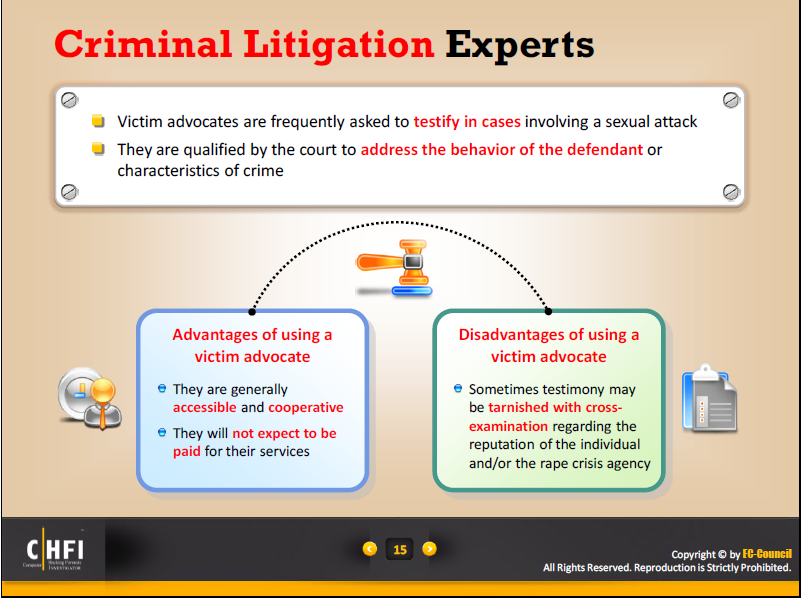 Criminal Litigation Experts
Victim advocates are frequently asked to testify in cases involving a sexual attack
They are qualified by the court to address the behavior of the defendant or
characteristics of crime
Advantages of using a
victim advocate
They are generally
accessible and cooperative
They will not expect to be
paid for their services
Disadvantages of using a
victim advocate
Sometimes testimony may
be tarnished with cross-
examination regarding the
reputation of the individual
and/or the rape crisis agency
CHFI
Computer Hacking Forensic
INVESTIGATOR
15
Copyright © by EC-Council
All Rights Reserved. Reproduction is Strictly Prohibited.